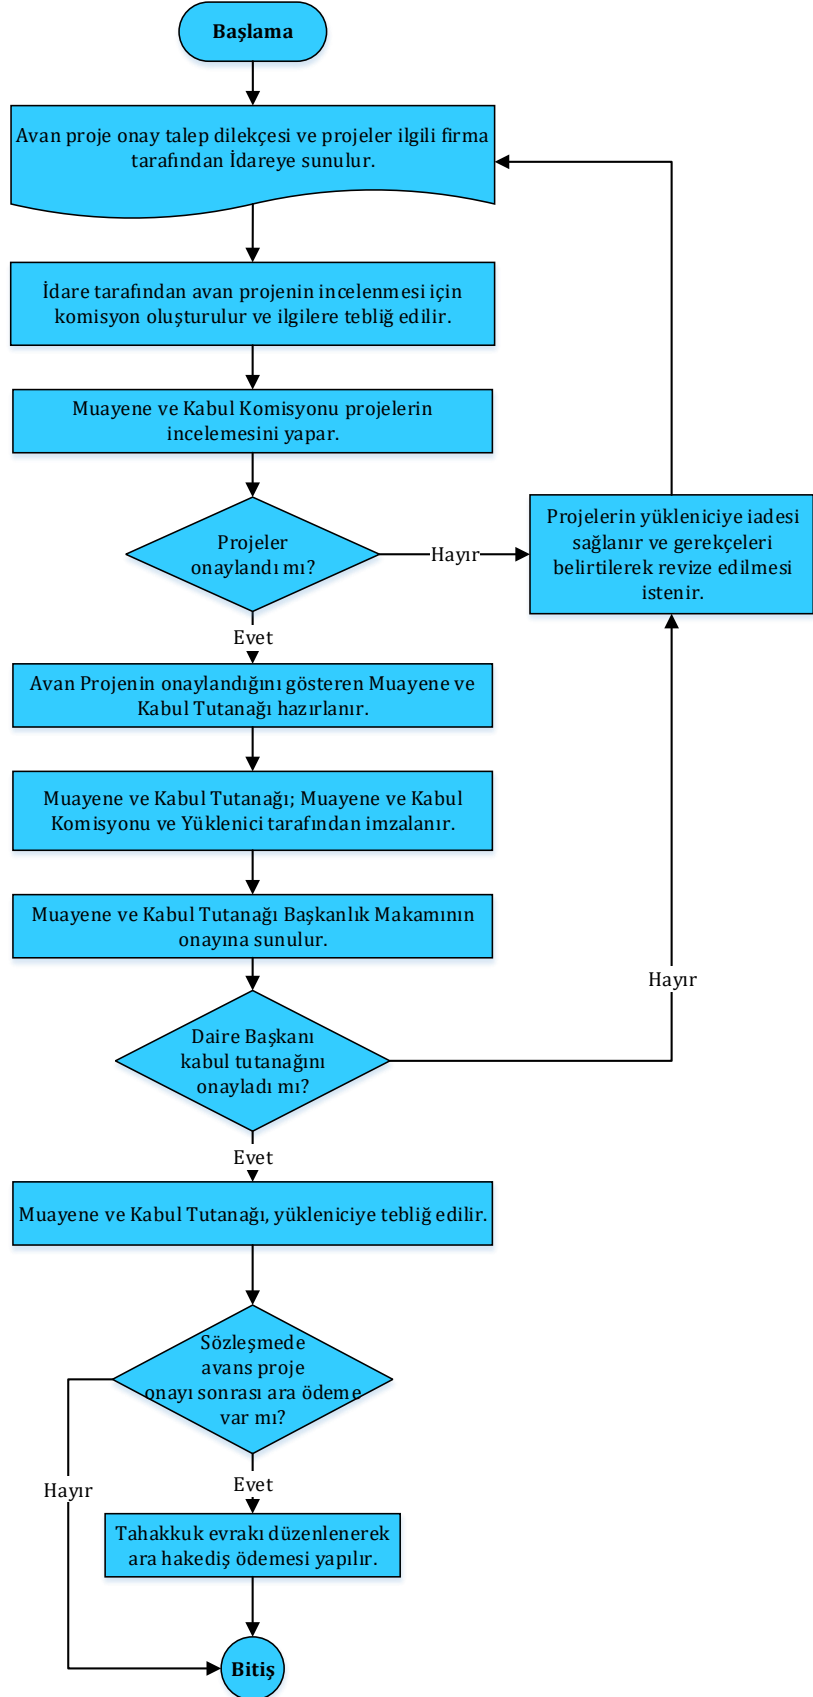 Başlama
Avan proje onay talep dilekçesi ve projeler ilgili firma
tarafından İdareye sunulur.
İdare tarafından avan projenin incelenmesi için
komisyon oluşturulur ve ilgilere tebliğ edilir.
Muayene ve Kabul Komisyonu projelerin
incelemesini yapar.
Projeler
onaylandı mı?
Hayır
Projelerin yükleniciye iadesi
sağlanır ve gerekçeleri
belirtilerek revize edilmesi
istenir.
Evet
Avan Projenin onaylandığını gösteren Muayene ve
Kabul Tutanağı hazırlanır.
Muayene ve Kabul Tutanağı; Muayene ve Kabul
Komisyonu ve Yüklenici tarafından imzalanır.
Muayene ve Kabul Tutanağı Başkanlık Makamının
onayına sunulur.
Hayır
Daire Başkanı
kabul tutanağını
onayladı mı?
Evet
Muayene ve Kabul Tutanağı, yükleniciye tebliğ edilir.
Sözleşmede
avans proje
onayı sonrası ara ödeme
var mı?
Hayır
Evet
Tahakkuk evrakı düzenlenerek
ara hakediş ödemesi yapılır.
Bitiş